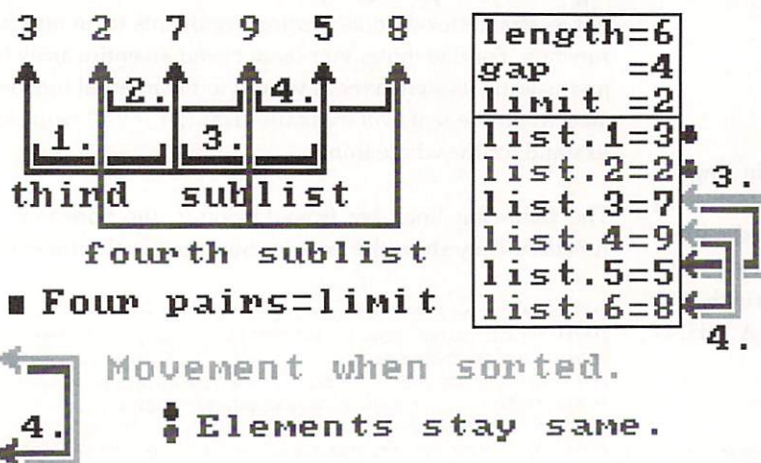 3 2 7 9 5 8
2. 4.
1. 3.
third sublist
fourth sublist
■ Four pairs=limit
length=6
gap =4
limit =2
list.1=3
list.2=2
list.3=7
list.4=9
list.5=5
list.6=8
3.
4.
Movement when sorted.
4.
Elements stay same.